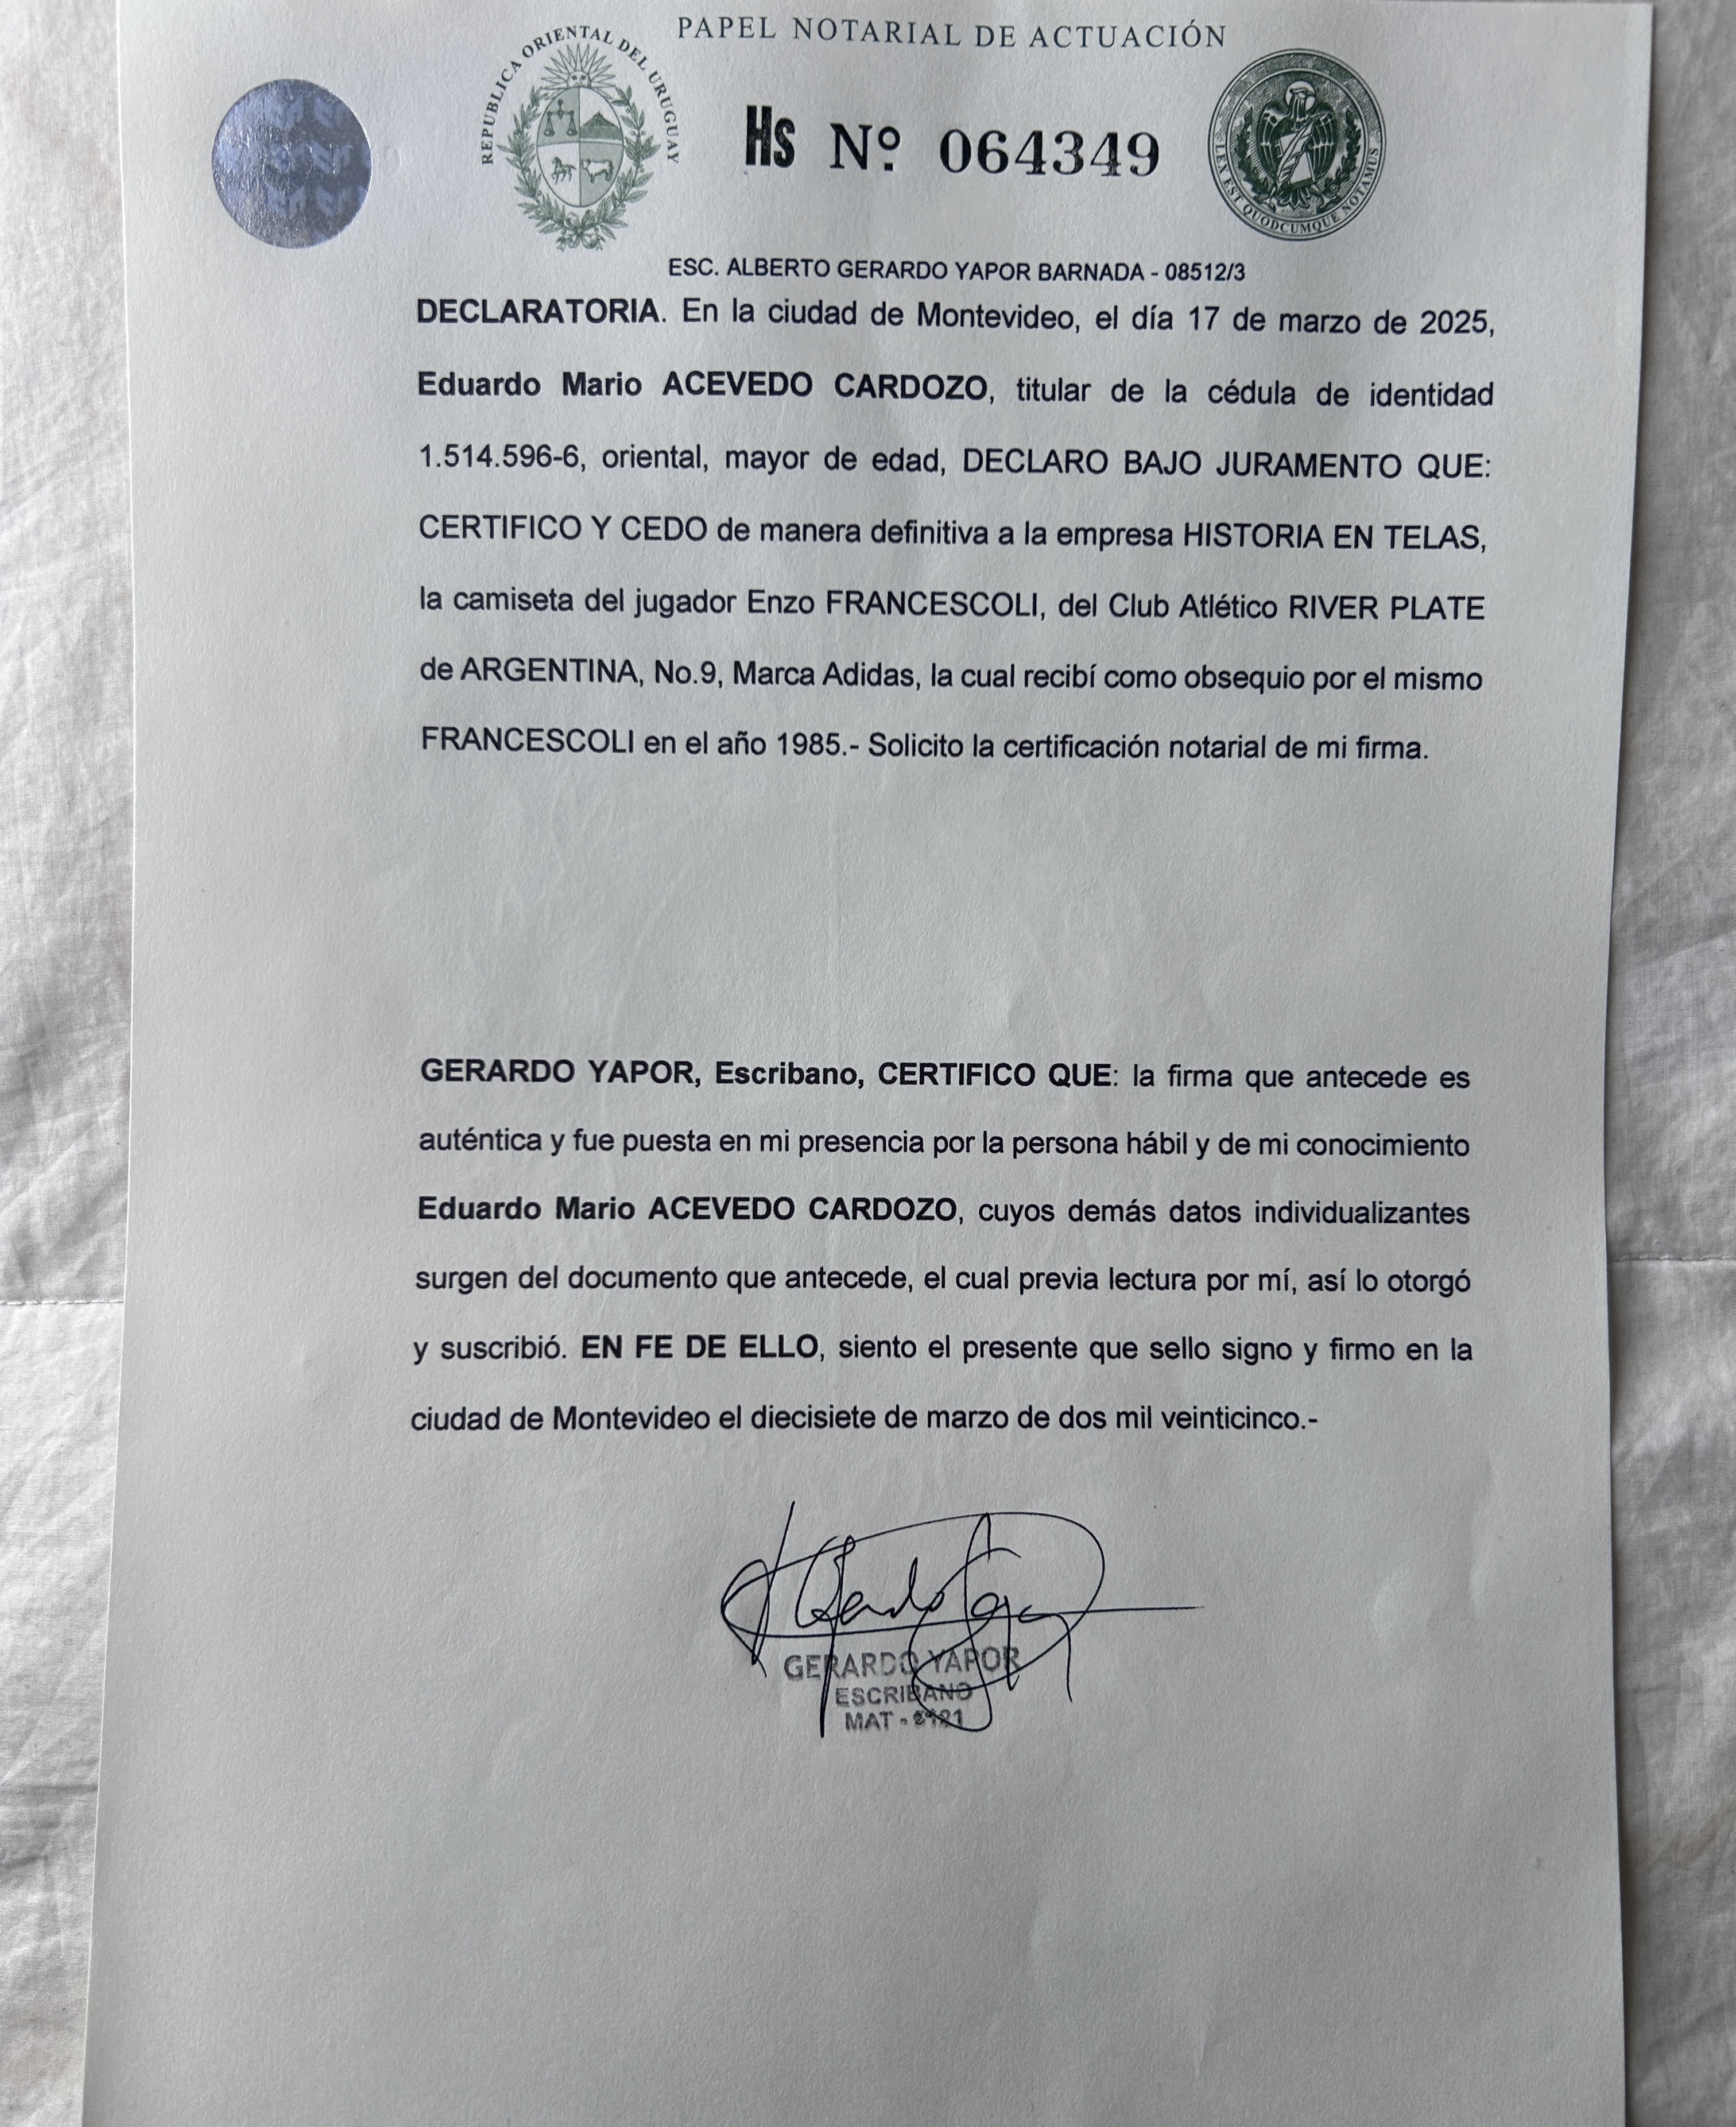 PAPEL NOTARIAL DE ACTUACIÓN
REPUBLICA ORIENTAL DEL URUGUAY
Hs Nº 064349
LEX EST QUODCUMQUE NOTAMUS
ESC. ALBERTO GERARDO YAPOR BARNADA - 08512/3
DECLARATORIA. En la ciudad de Montevideo, el día 17 de marzo de 2025,
Eduardo Mario ACEVEDO CARDOZO, titular de la cédula de identidad
1.514.596-6, oriental, mayor de edad, DECLARO BAJO JURAMENTO QUE:
CERTIFICO Y CEDO de manera definitiva a la empresa HISTORIA EN TELAS,
la camiseta del jugador Enzo FRANCESCOLI, del Club Atlético RIVER PLATE
de ARGENTINA, No.9, Marca Adidas, la cual recibí como obsequio por el mismo
FRANCESCOLI en el año 1985.- Solicito la certificación notarial de mi firma.
GERARDO YAPOR, Escribano, CERTIFICO QUE: la firma que antecede es
auténtica y fue puesta en mi presencia por la persona hábil y de mi conocimiento
Eduardo Mario ACEVEDO CARDOZO, cuyos demás datos individualizantes
surgen del documento que antecede, el cual previa lectura por mí, así lo otorgó
y suscribió. EN FE DE ELLO, siento el presente que sello signo y firmo en la
ciudad de Montevideo el diecisiete de marzo de dos mil veinticinco.-
GERARDO YAPOR
ESCRIBANO
MAT -